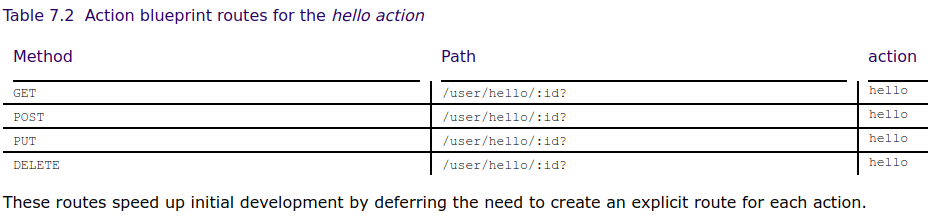 Table 7.2 Action blueprint routes for the hello action
Method Path action
GET /user/hello/:id? hello
POST /user/hello/:id? hello
PUT /user/hello/:id? hello
DELETE /user/hello/:id? hello
These routes speed up initial development by deferring the need to create an explicit route for each action.